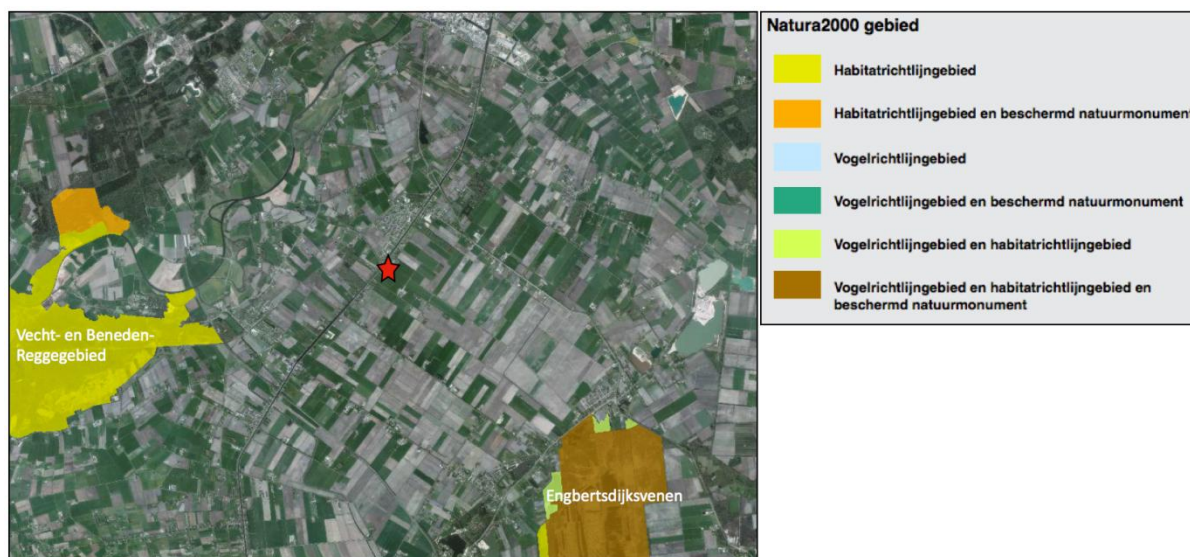 Natura2000 gebied
Habitatrichtlijngebied
Habitatrichtlijngebied en beschermd natuurmonument
Vogelrichtlijngebied
Vogelrichtlijngebied en beschermd natuurmonument
Vogelrichtlijngebied en habitatrichtlijngebied
Vogelrichtlijngebied en habitatrichtlijngebied en
beschermd natuurmonument
Vecht- en Beneden-
Reggegebied
Engbertsdijksvenen